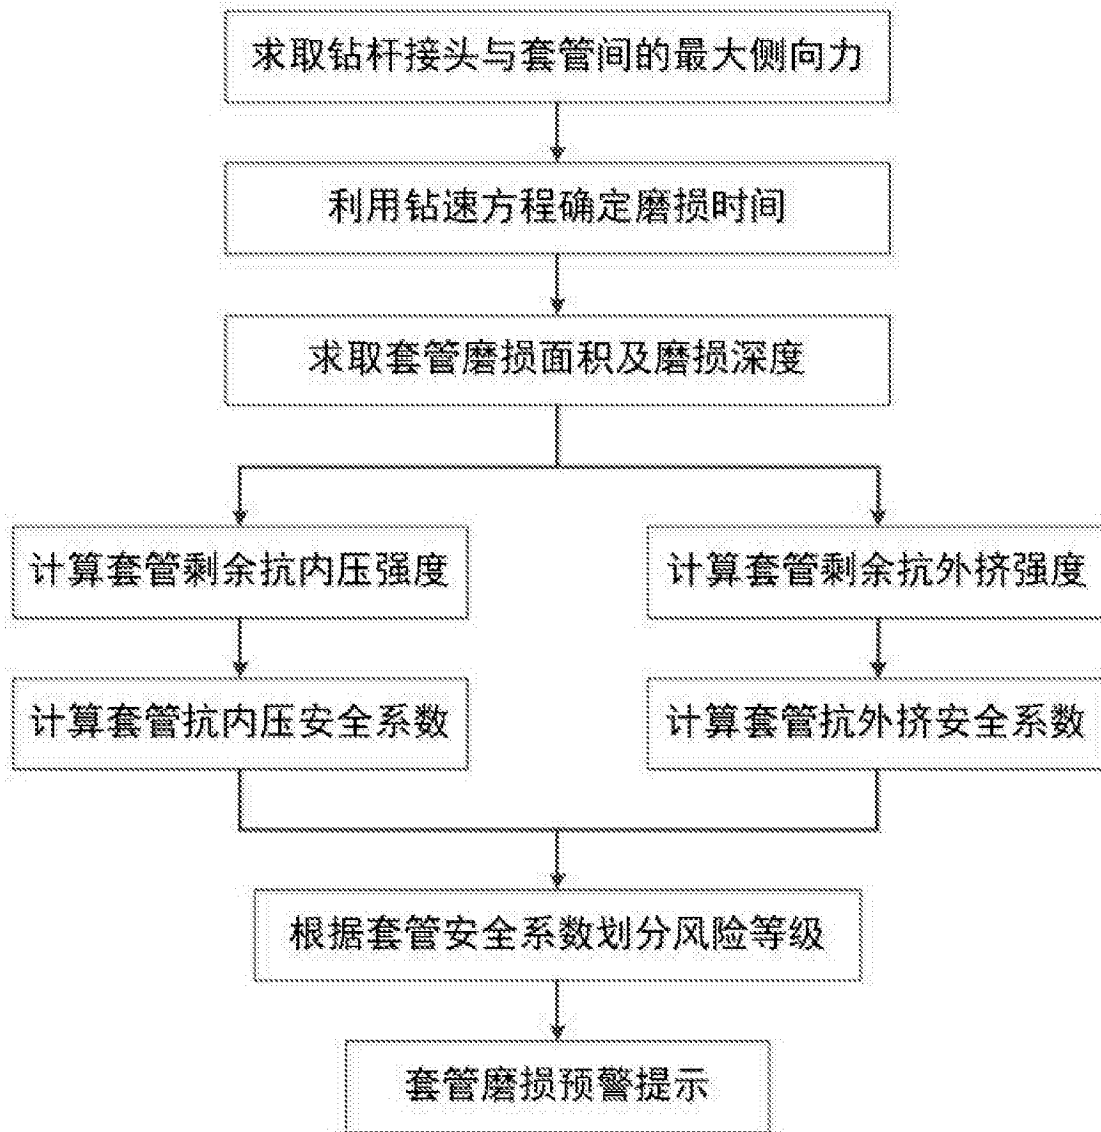 求取钻杆接头与套管间的最大侧向力
利用钻速方程确定磨损时间
求取套管磨损面积及磨损深度
计算套管剩余抗内压强度
计算套管剩余抗外挤强度
计算套管抗内压安全系数
计算套管抗外挤安全系数
根据套管安全系数划分风险等级
套管磨损预警提示